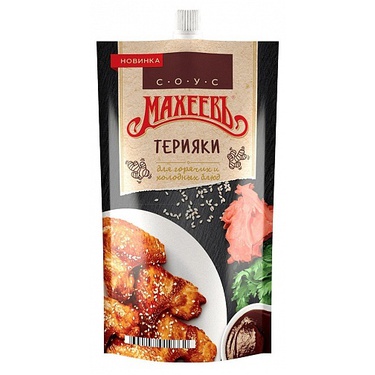 НОВИНКА
СОУС
МАХЕЕВЪ
ТЕРИЯКИ
для горячих и
холодных блюд